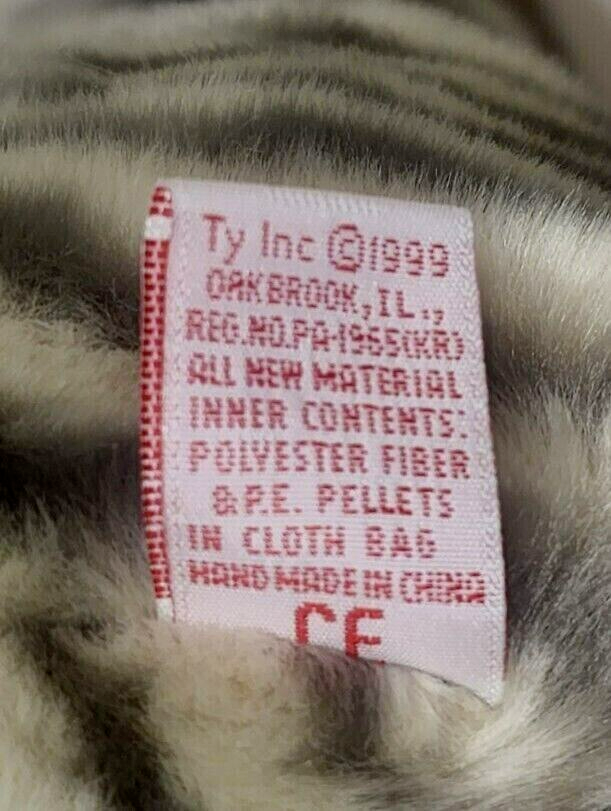 Ty Inc ©1999
OAKBROOK, IL.,
REG.NO.PA-1965(KR)
ALL NEW MATERIAL
INNER CONTENTS:
POLYESTER FIBER
& P.E. PELLETS
IN CLOTH BAG
HAND MADE IN CHINA
CE